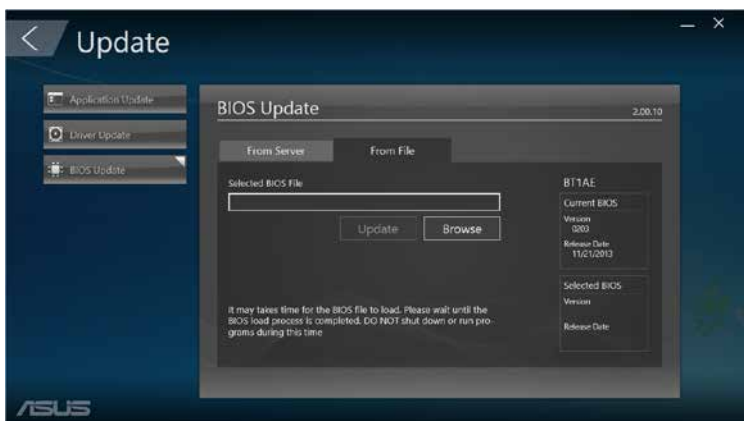 Update
Application Update
Driver Update
BIOS Update
BIOS Update
2.00.10
From Server
From File
Selected BIOS File
Update
Browse
It may takes time for the BIOS file to load. Please wait until the
BIOS load process is completed. DO NOT shut down or run pro-
grams during this time
BT1AE
Current BIOS
Version
0203
Release Date
11/21/2013
Selected BIOS
Version
Release Date
ASUS